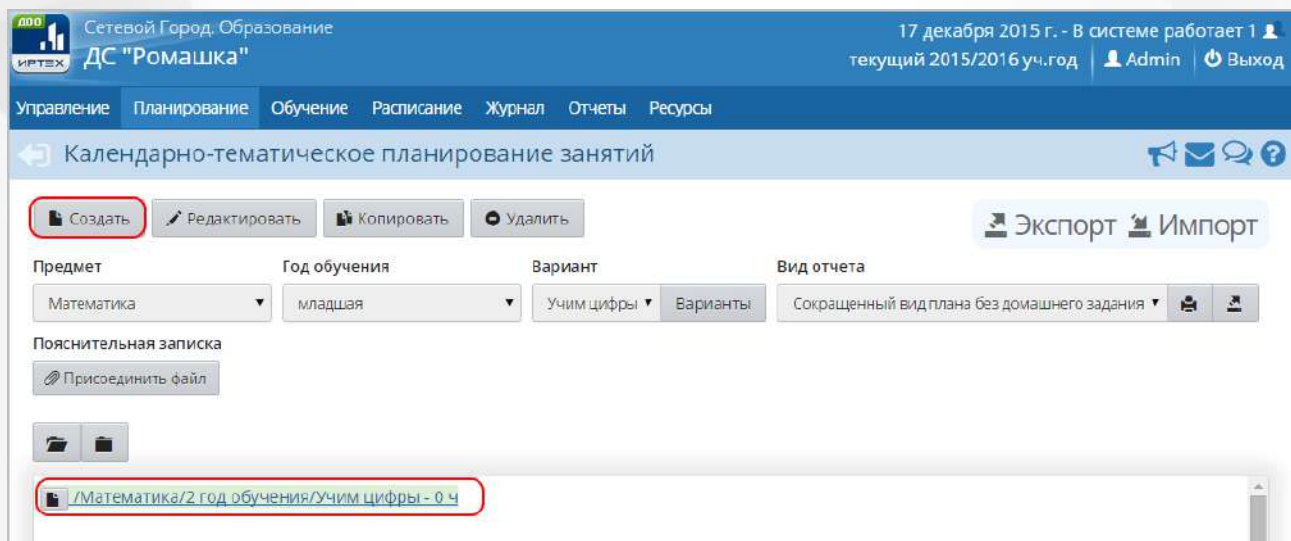 ДОО
ИРТЕХ
Сетевой Город. Образование
ДС "Ромашка"
17 декабря 2015 г. - В системе работает 1
текущий 2015/2016 уч.год Admin Выход
Управление Планирование Обучение Расписание Журнал Отчеты Ресурсы
Календарно-тематическое планирование занятий
Создать Редактировать Копировать Удалить Экспорт Импорт
Предмет Год обучения Вариант Вид отчета
Математика младшая Учим цифры Варианты Сокращенный вид плана без домашнего задания
Пояснительная записка
Присоединить файл
/Математика/2 год обучения/Учим цифры - 0 ч